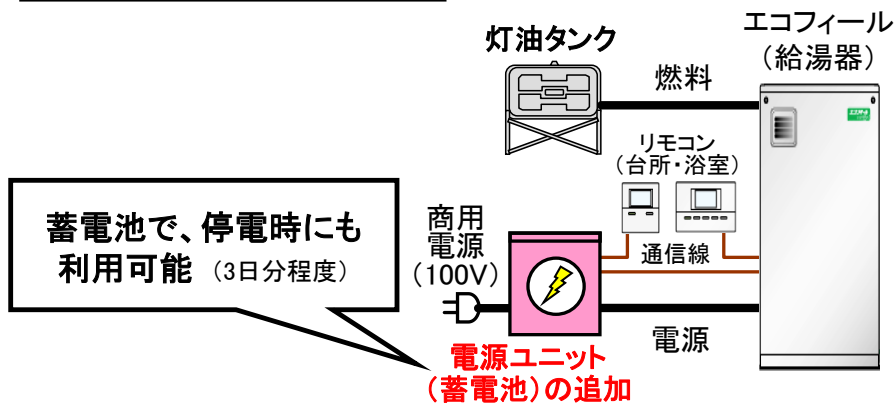 灯油タンク
エコフィール
（給湯器）
燃料
リモコン
（台所・浴室）
蓄電池で、停電時にも
利用可能（3日分程度）
商用
電源
（100V）
通信線
電源
電源ユニット
（蓄電池）の追加